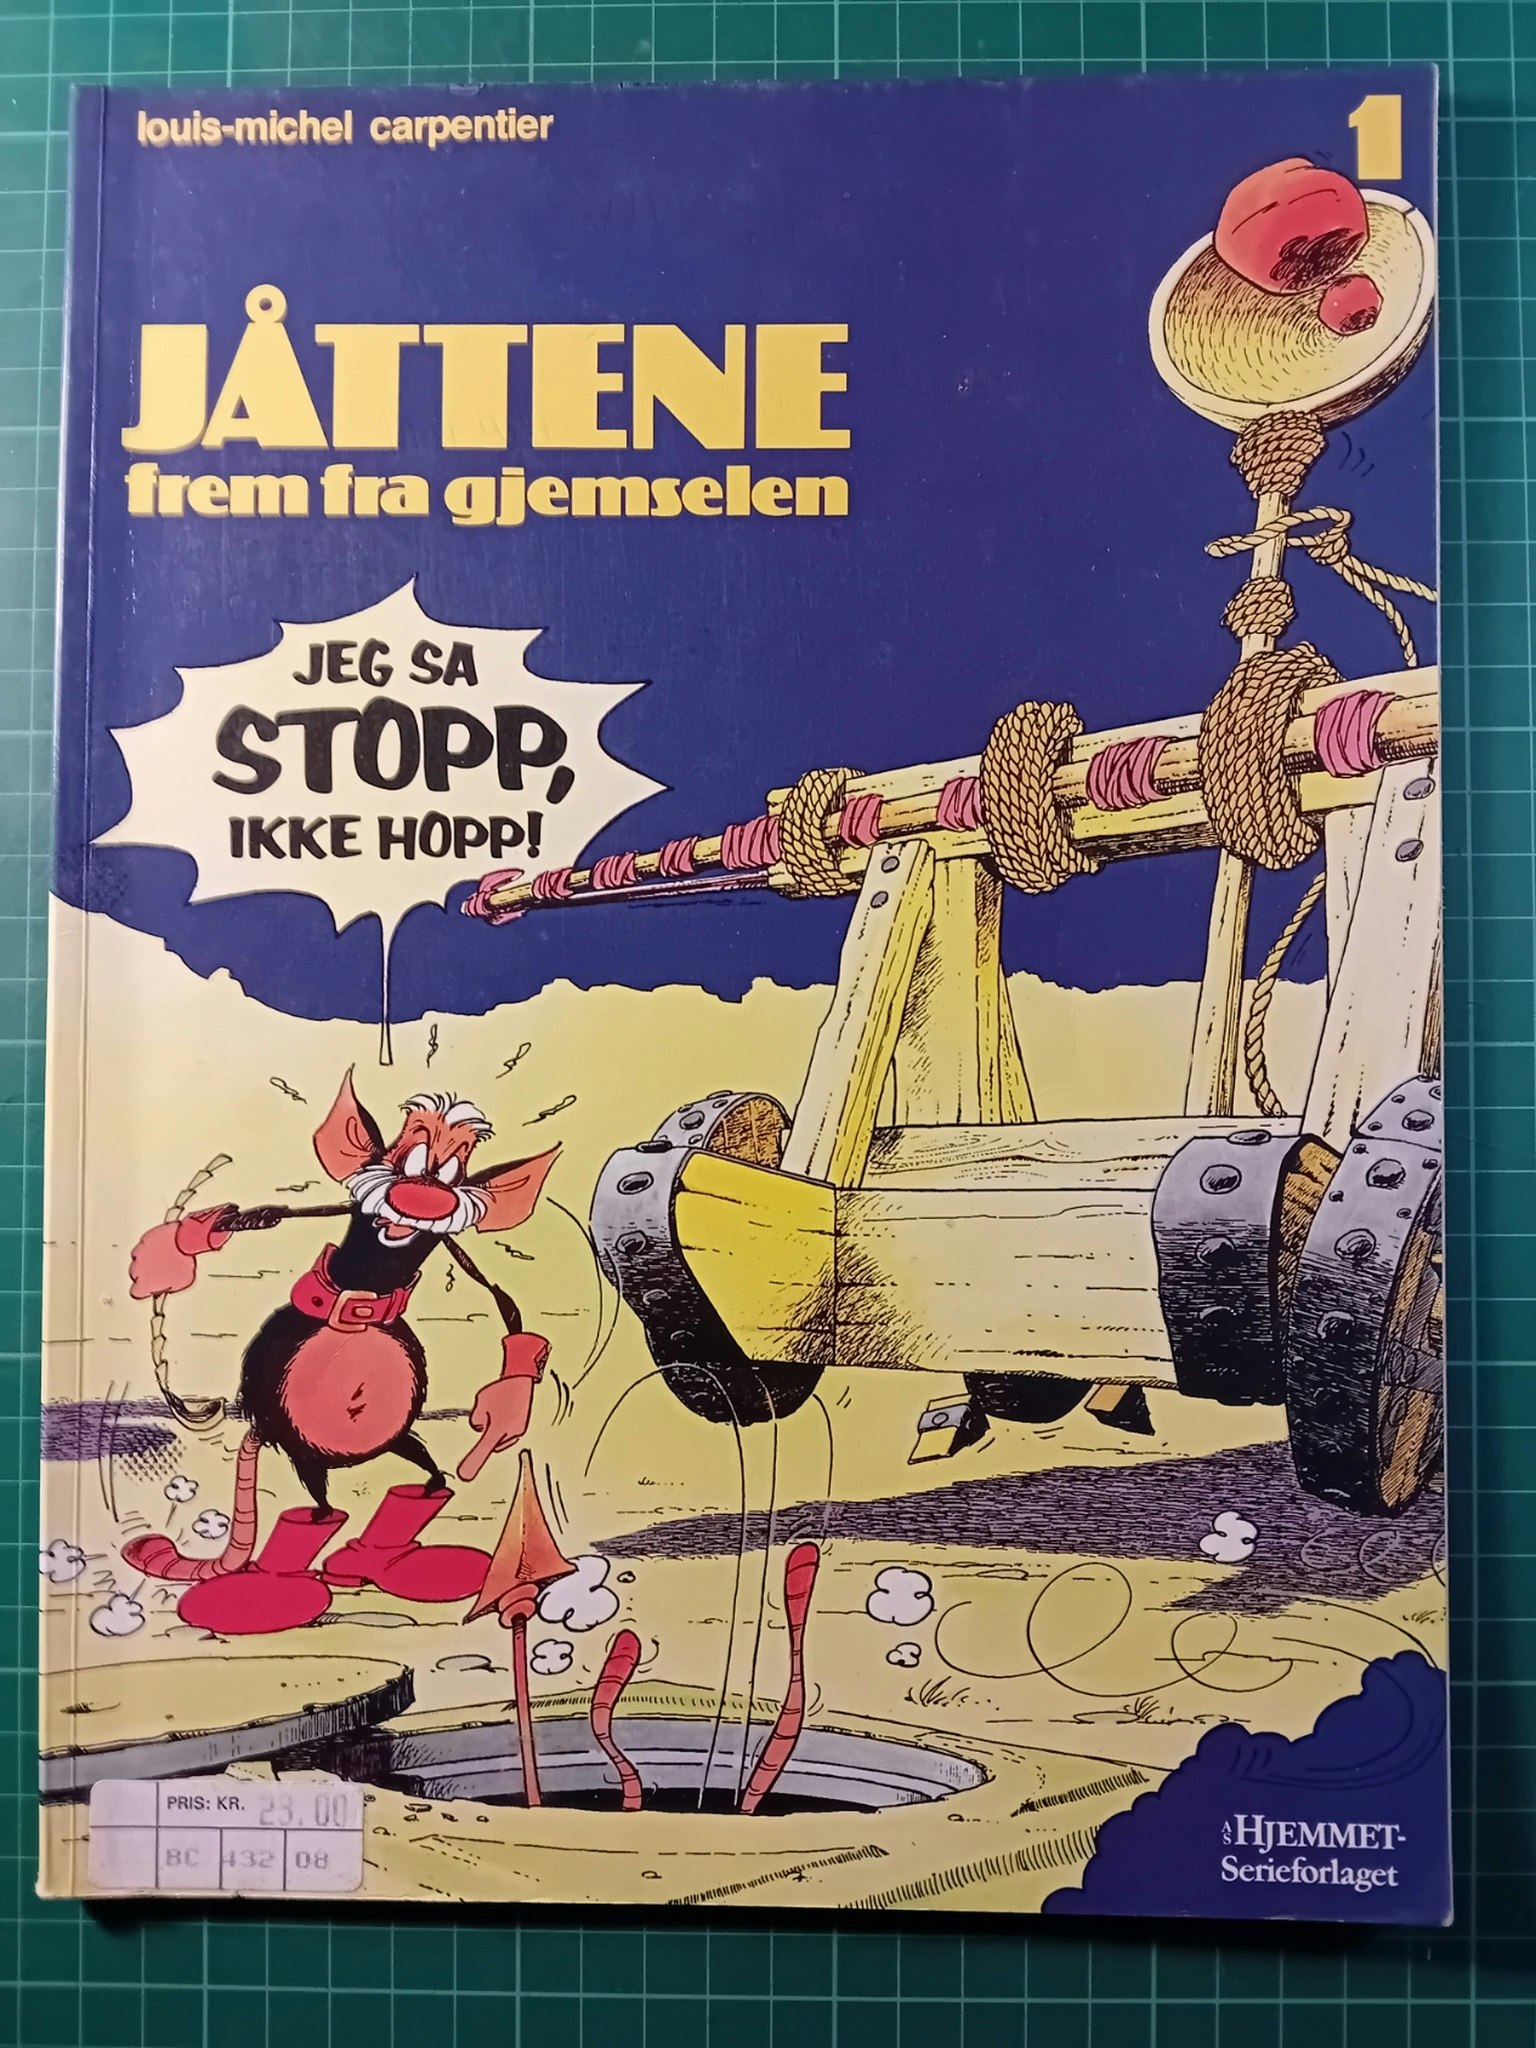 louis-michel carpentier
1
JÅTTENE
frem fra gjemselen
JEG SA
STOPP,
IKKE HOPP!
PRIS: KR. 23.00
BC 432 08
A/S HJEMMET-
Serieforlaget